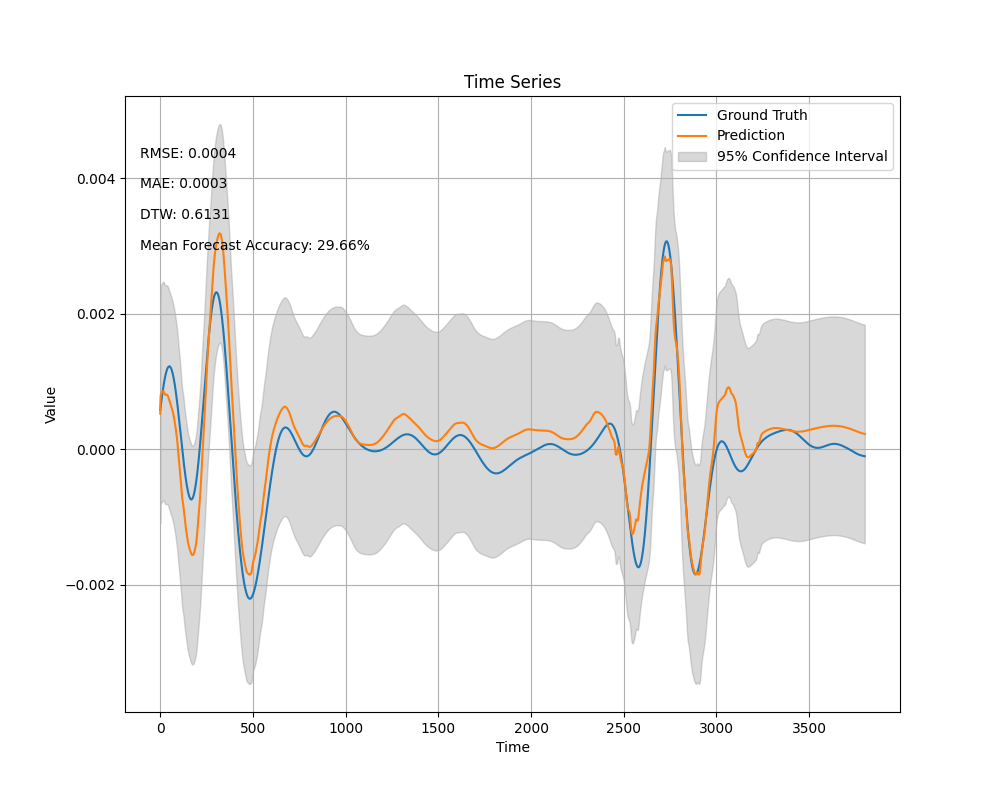 Time Series
Ground Truth
Prediction
95% Confidence Interval
RMSE: 0.0004
MAE: 0.0003
DTW: 0.6131
Mean Forecast Accuracy: 29.66%
0.004
0.002
0.000
−0.002
Value
0 500 1000 1500 2000 2500 3000 3500
Time